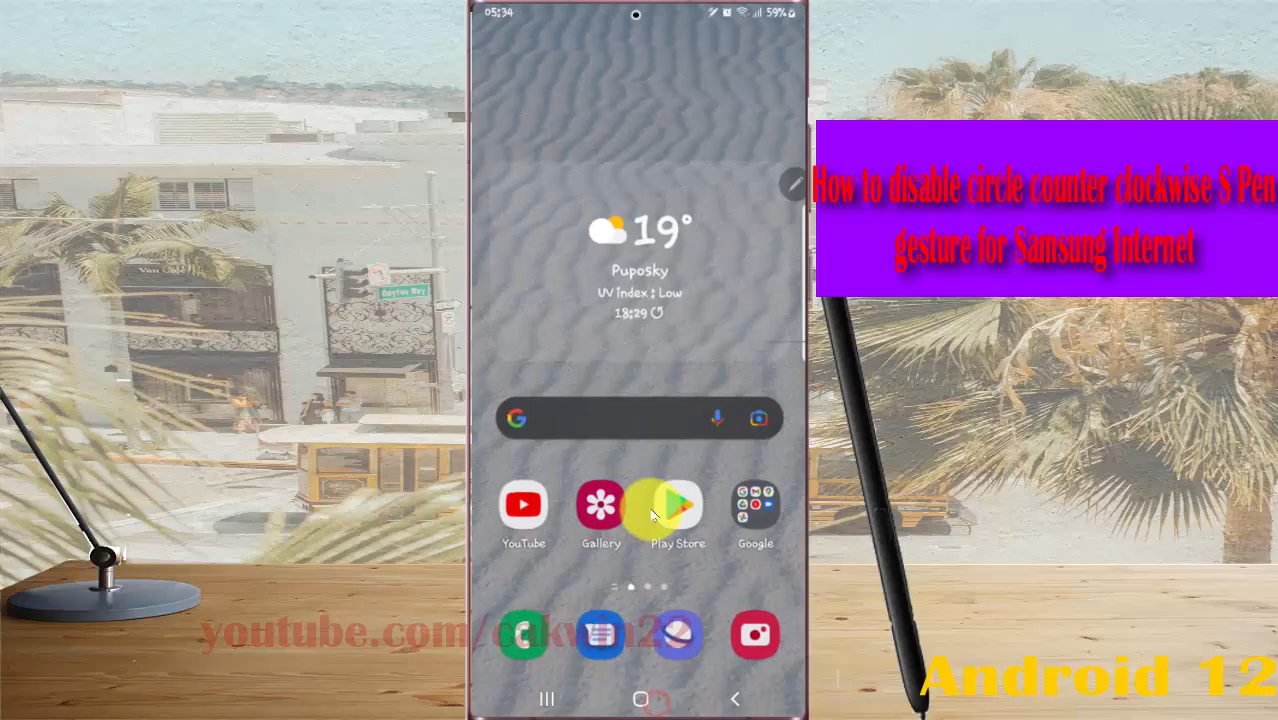 05:34
59%
19°
Puposky
UV index : Low
18:29
YouTube
Gallery
Play Store
Google
How to disable circle counter clockwise S Pen
gesture for Samsung Internet
youtube.com/cakwin22
Android 12